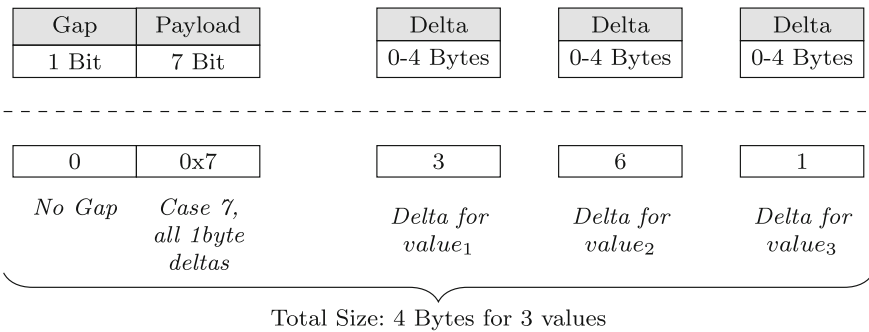 Gap Payload Delta Delta Delta
1 Bit 7 Bit 0-4 Bytes 0-4 Bytes 0-4 Bytes
0 0x7 3 6 1
No Gap Case 7, Delta for Delta for Delta for
all 1byte value₁ value₂ value₃
deltas
Total Size: 4 Bytes for 3 values